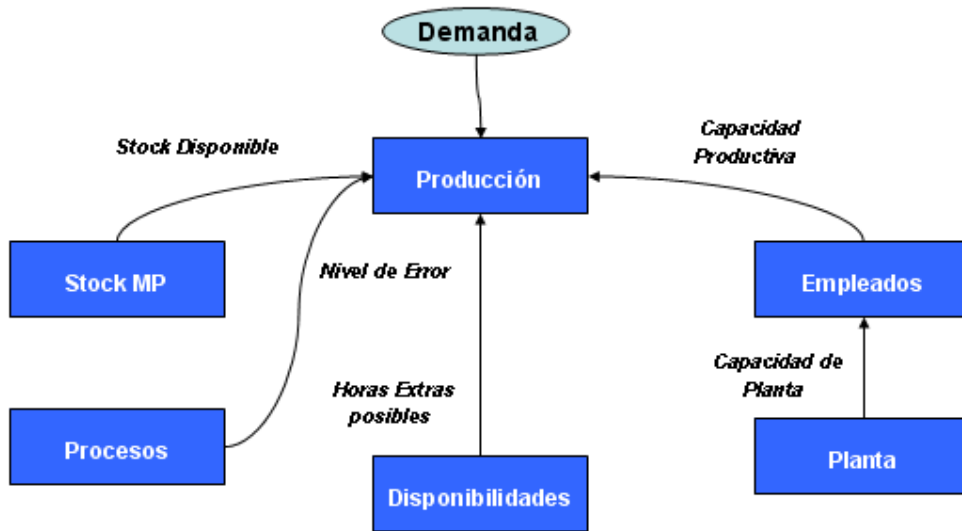 Demanda
Stock Disponible
Capacidad
Productiva
Producción
Stock MP
Nivel de Error
Empleados
Horas Extras
posibles
Capacidad de
Planta
Procesos
Disponibilidades
Planta